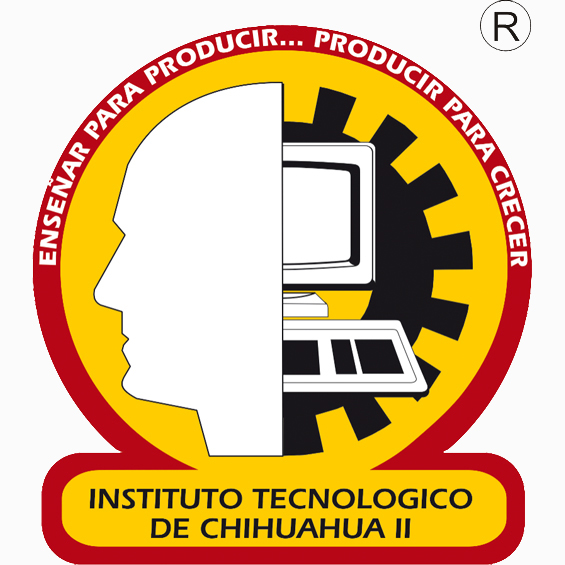 ®
ENSEÑAR PARA PRODUCIR... PRODUCIR PARA CRECER
INSTITUTO TECNOLOGICO
DE CHIHUAHUA II